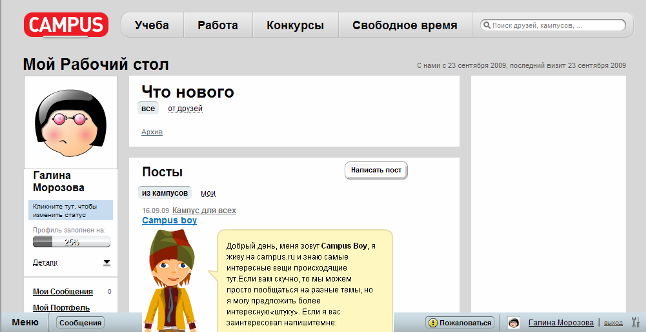 CAMPUS
Учеба
Работа
Конкурсы
Свободное время
Поиск друзей, кампусов, ...
Мой Рабочий стол
С нами с 23 сентября 2009, последний визит 23 сентября 2009
Галина
Морозова
Кликните тут, чтобы
изменить статус
Профиль заполнен на:
25%
Детали
Мои Сообщения 0
Мой Портфель
Что нового
все от друзей
Архив
Посты
Написать пост
из кампусов мои
16.09.09 Кампус для всех
Campus boy
Добрый день, меня зовут Campus Boy, я
живу на campus.ru и знаю самые
интересные вещи происходящие
тут.Если вам скучно, то мы можем
просто пообщаться на разные темы, но
я могу предложить более
интересную«штуку». Если я вас
заинтересовал напишитемне.
Меню Сообщения Пожаловаться Галина Морозова | выход